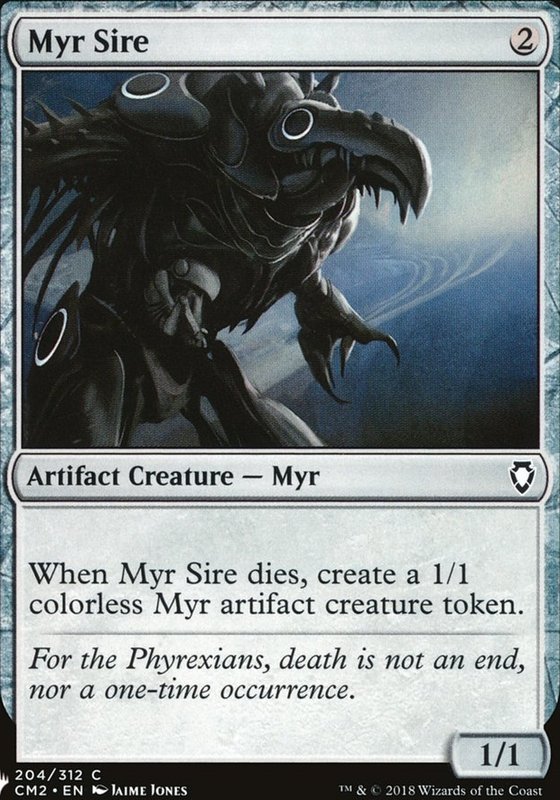 Myr Sire 2
Artifact Creature — Myr
When Myr Sire dies, create a 1/1
colorless Myr artifact creature token.
For the Phyrexians, death is not an end,
nor a one-time occurrence.
1/1
204/312 C
CM2 • EN JAIME JONES
™ & © 2018 Wizards of the Coast